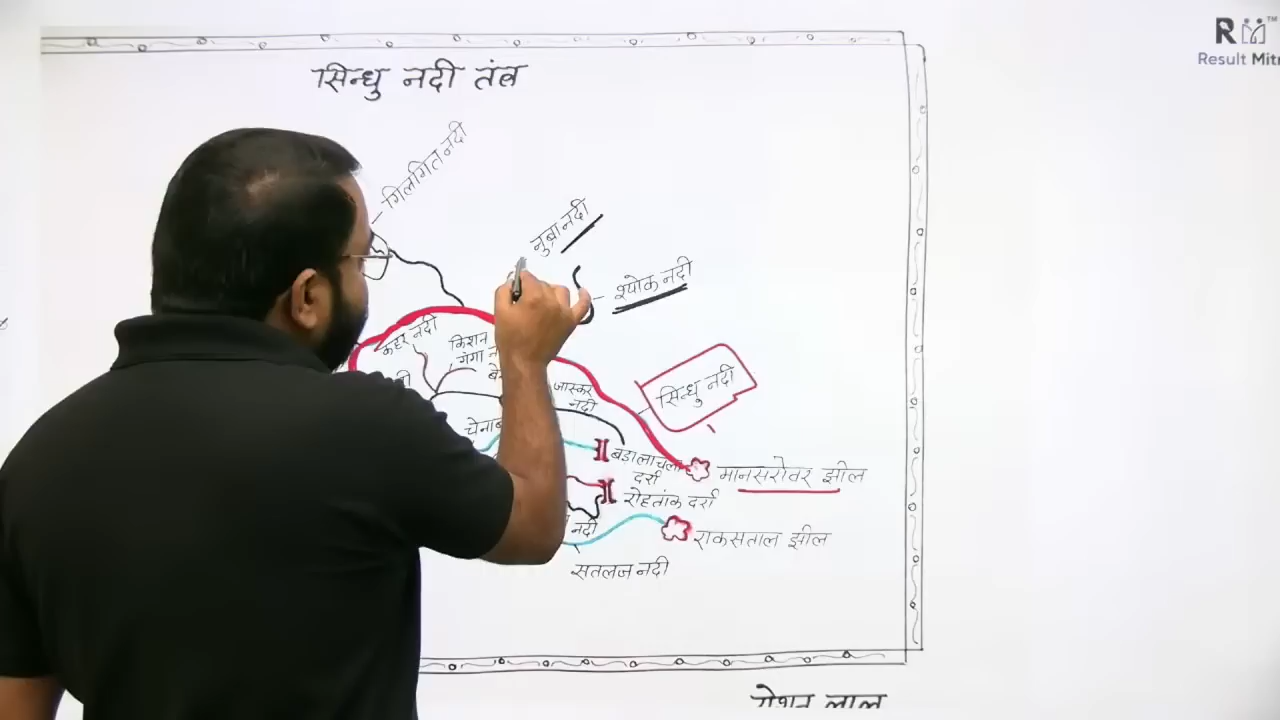 R
Result Mitr
सिन्धु नदी तंत्र
गिलगित नदी
नुब्रा नदी
श्योक नदी
किशन
गंगा न
जास्कर
नदी
सिन्धु नदी
चेनाब
बड़ालाचला
दर्रा
मानसरोवर झील
रोहतांक दर्रा
नदी
राकसताल झील
सतलज नदी
लाल